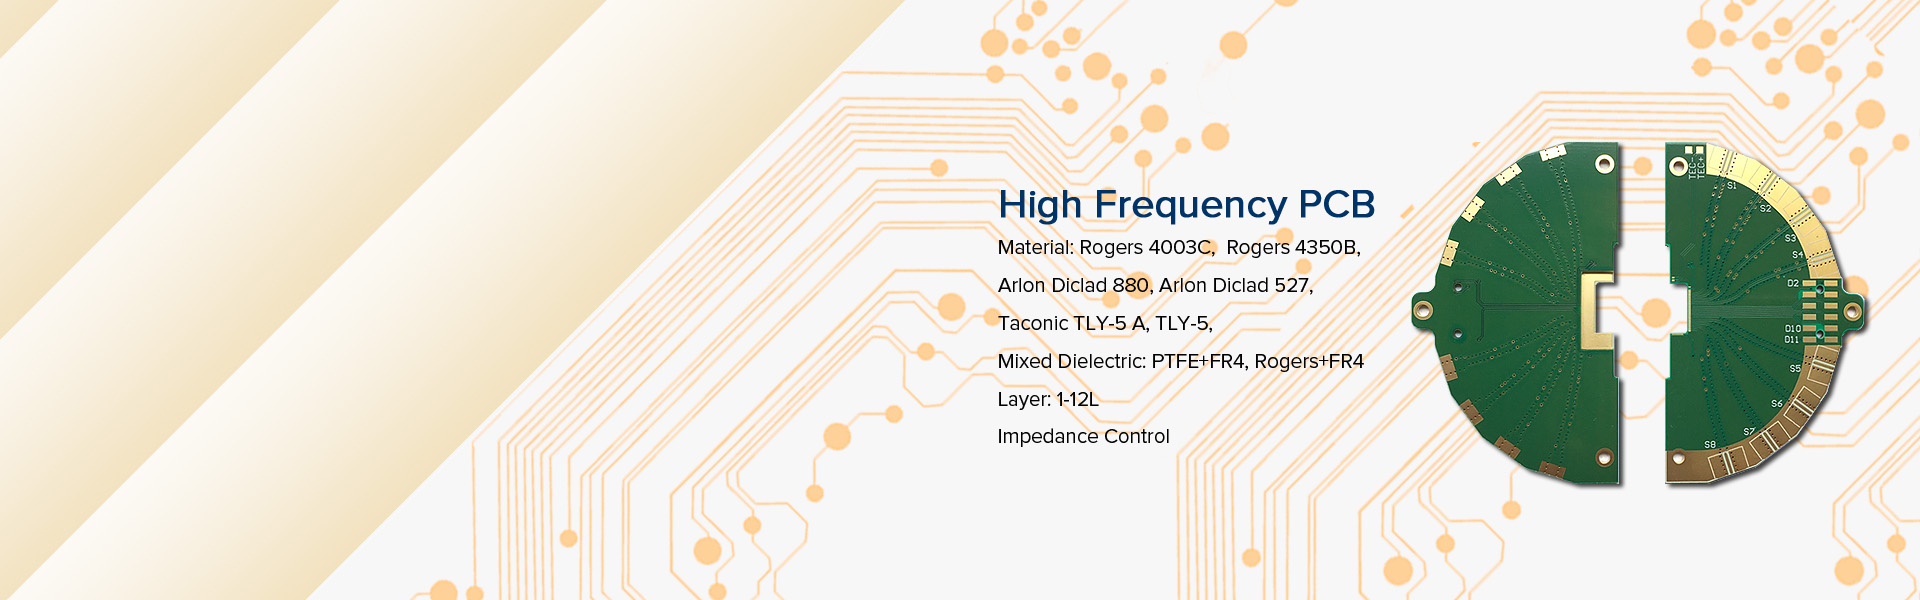 High Frequency PCB
Material: Rogers 4003C,  Rogers 4350B,
Arlon Diclad 880, Arlon Diclad 527,
Taconic TLY-5 A, TLY-5,
Mixed Dielectric: PTFE+FR4, Rogers+FR4
Layer: 1-12L
Impedance Control
TEC-
TEC+
S1
S2
S3
S4
D2
D10
D11
S5
S6
S7
S8